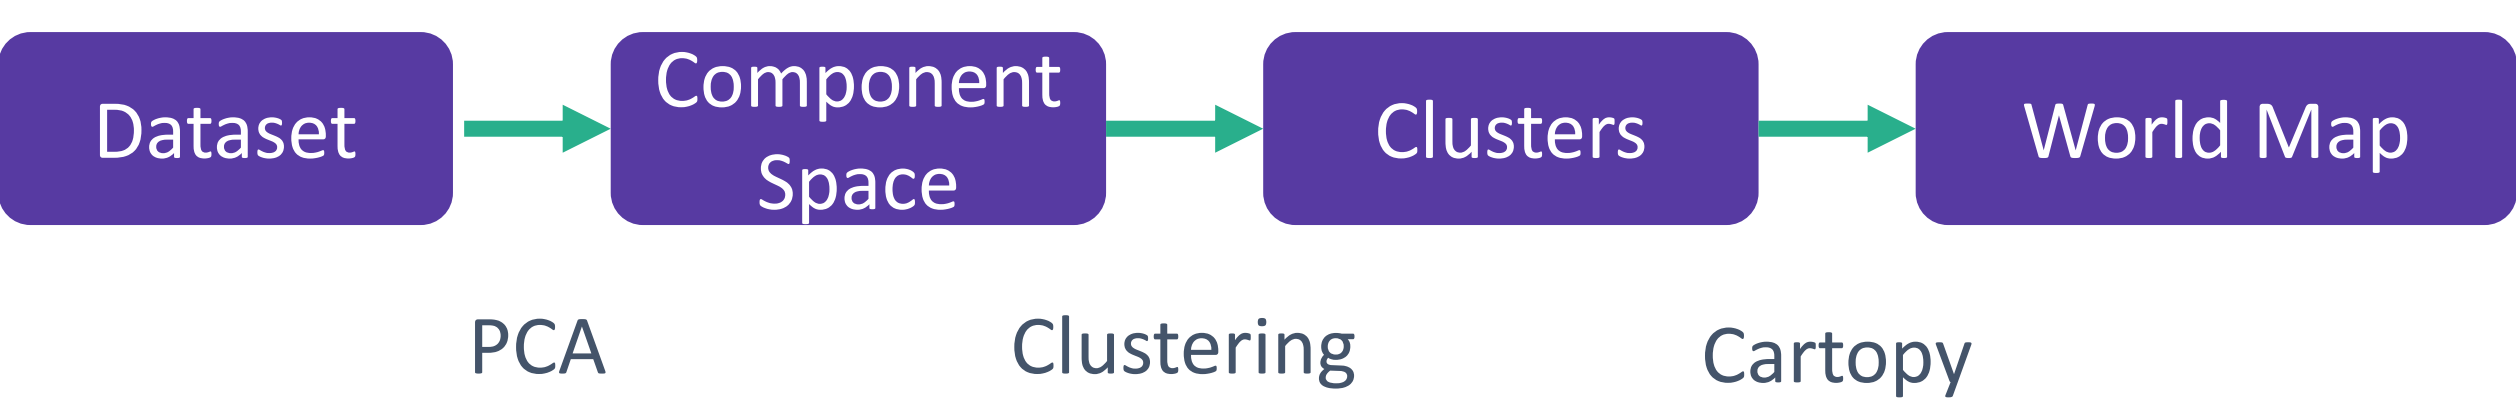 Dataset
Component
Space
Clusters
World Map
PCA
Clustering
Cartopy